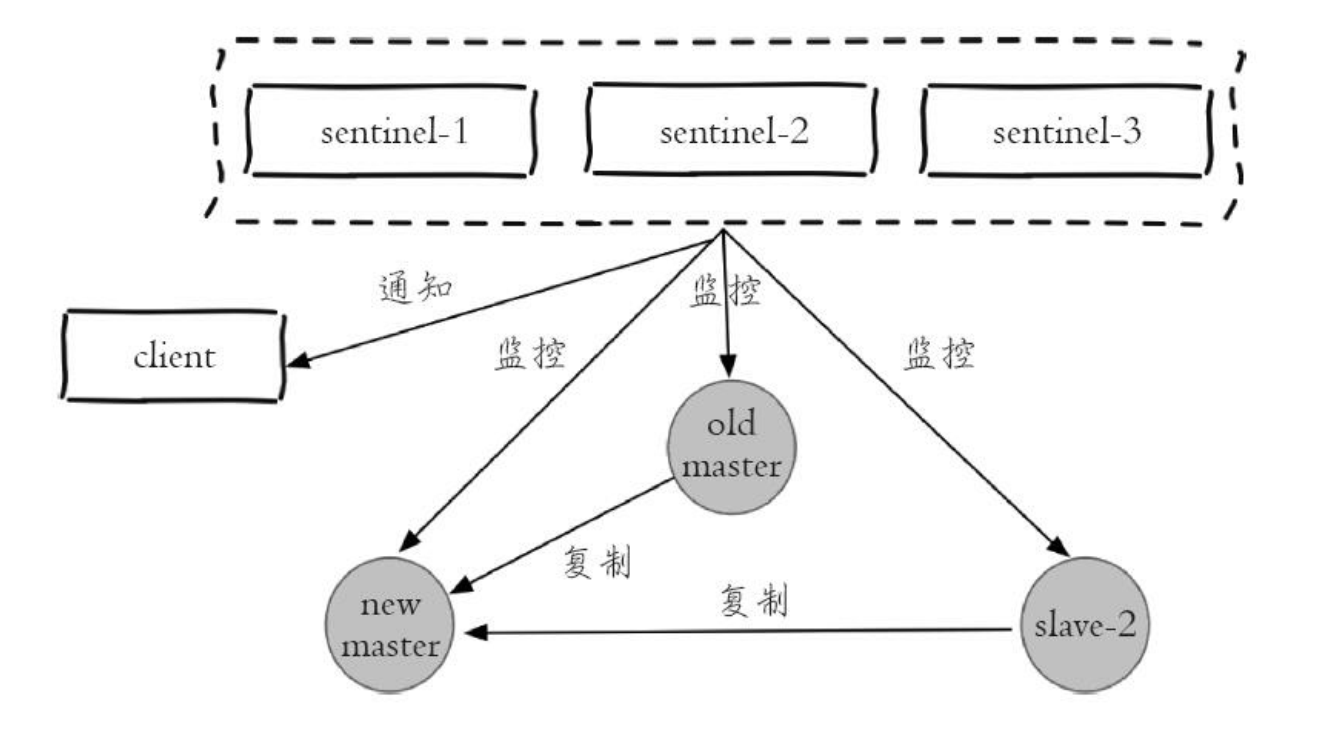 sentinel-1
sentinel-2
sentinel-3
通知
监控
监控
监控
client
old
master
复制
复制
new
master
slave-2